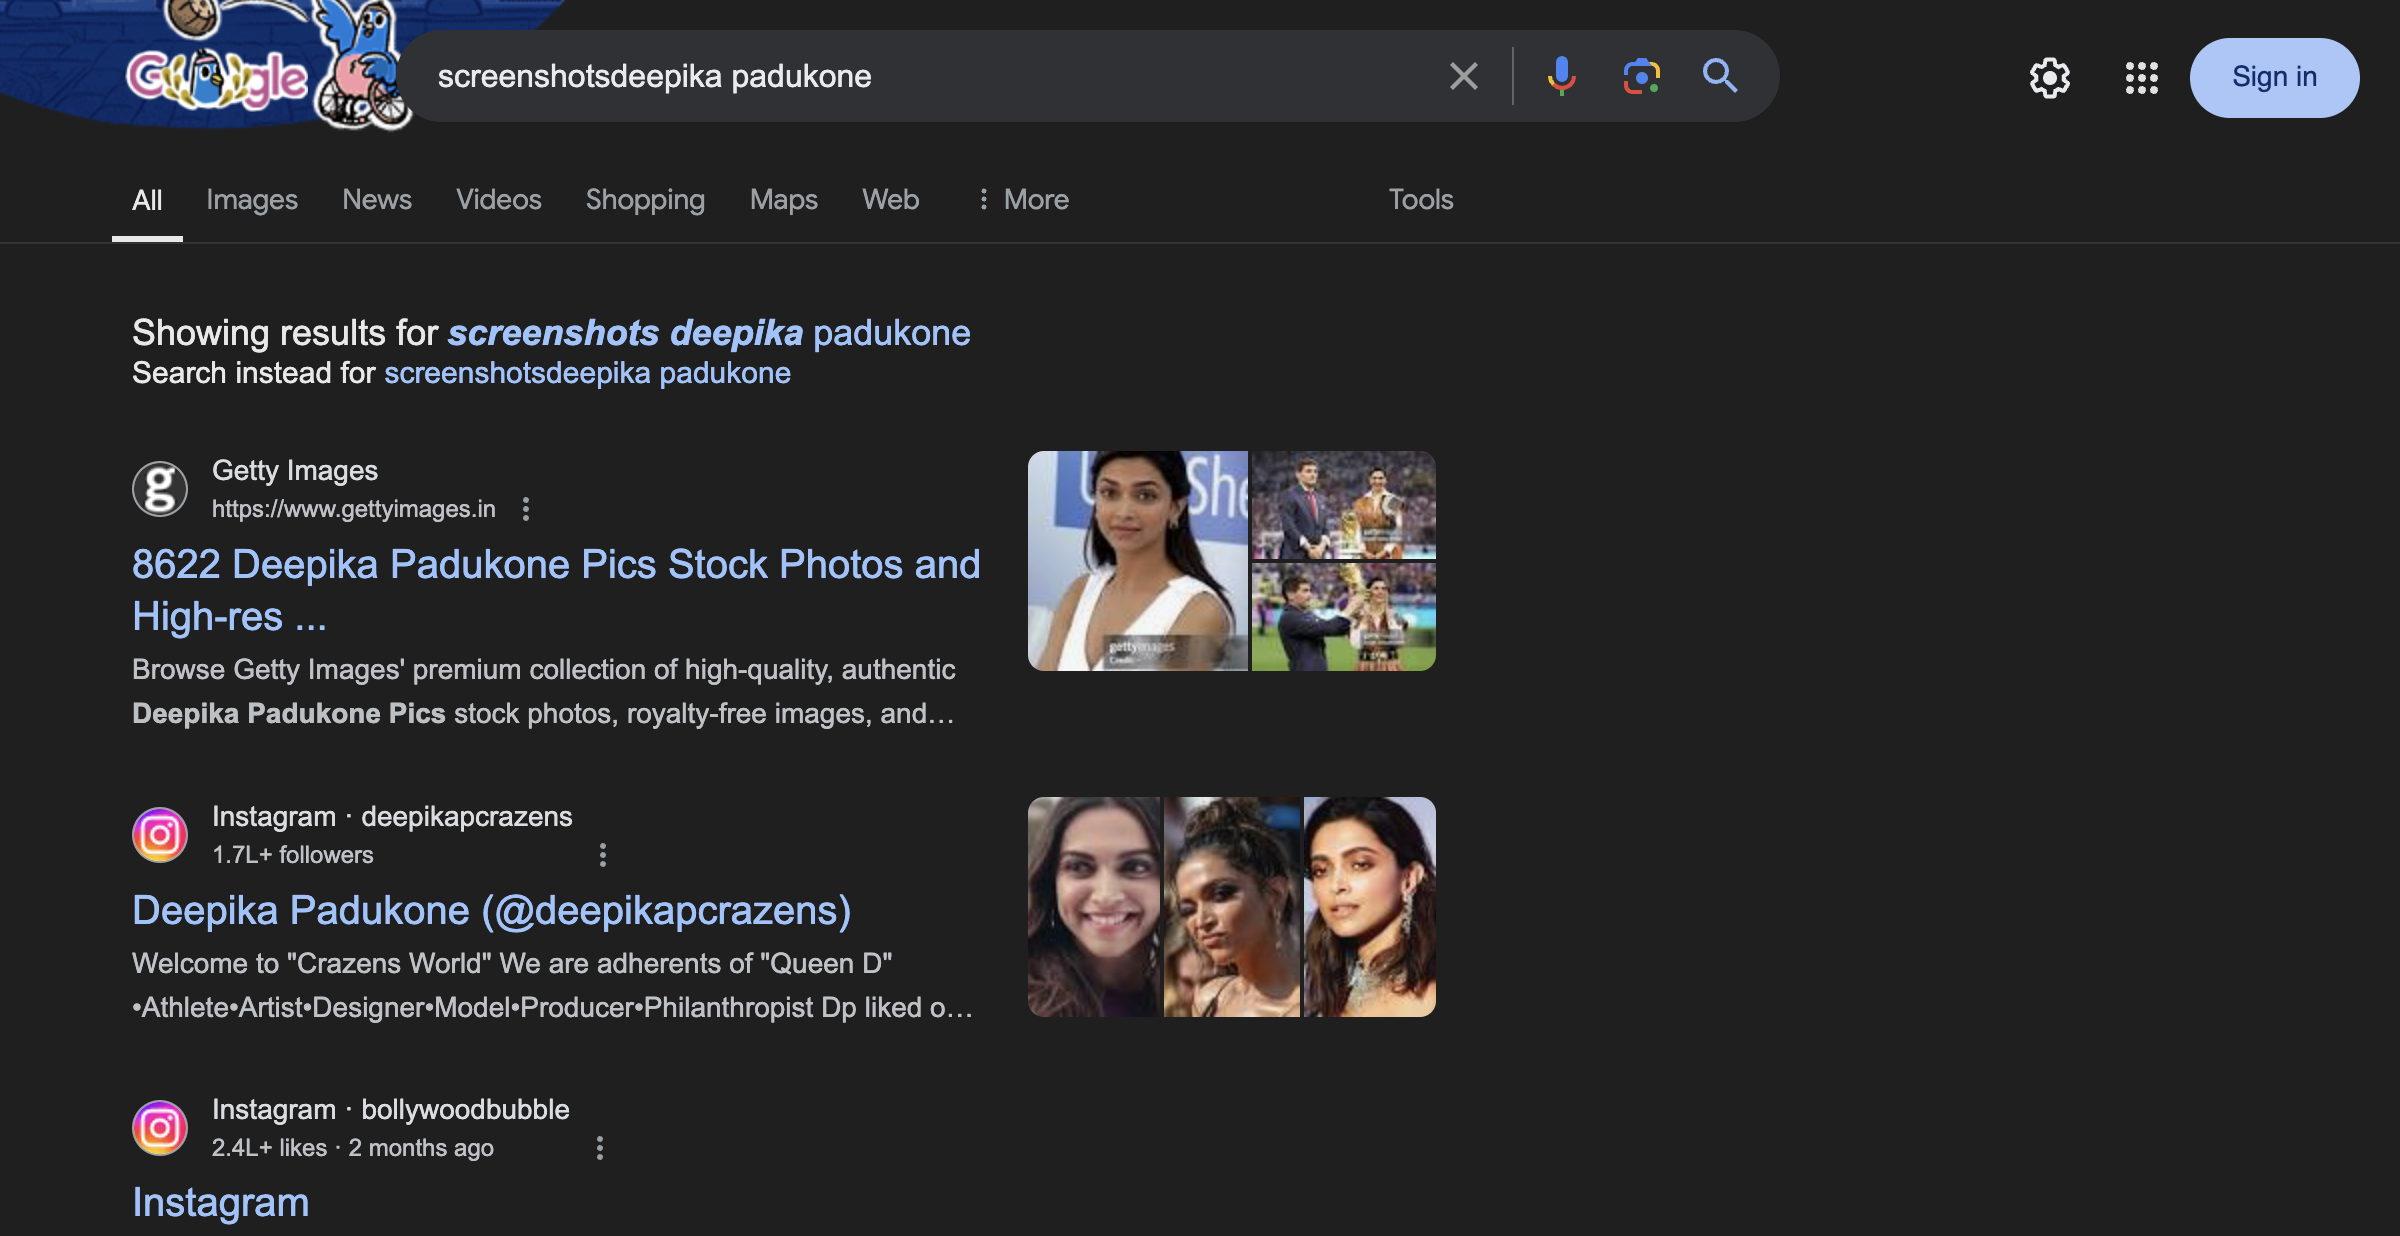 Google
screenshotsdeepika padukone
Sign in
All Images News Videos Shopping Maps Web More Tools
Showing results for screenshots deepika padukone
Search instead for screenshotsdeepika padukone
g
Getty Images
https://www.gettyimages.in
8622 Deepika Padukone Pics Stock Photos and
High-res ...
Browse Getty Images' premium collection of high-quality, authentic
Deepika Padukone Pics stock photos, royalty-free images, and...
She
gettyimages
Credit:
Instagram · deepikapcrazens
1.7L+ followers
Deepika Padukone (@deepikapcrazens)
Welcome to "Crazens World" We are adherents of "Queen D"
•Athlete•Artist•Designer•Model•Producer•Philanthropist Dp liked o...
Instagram · bollywoodbubble
2.4L+ likes · 2 months ago
Instagram